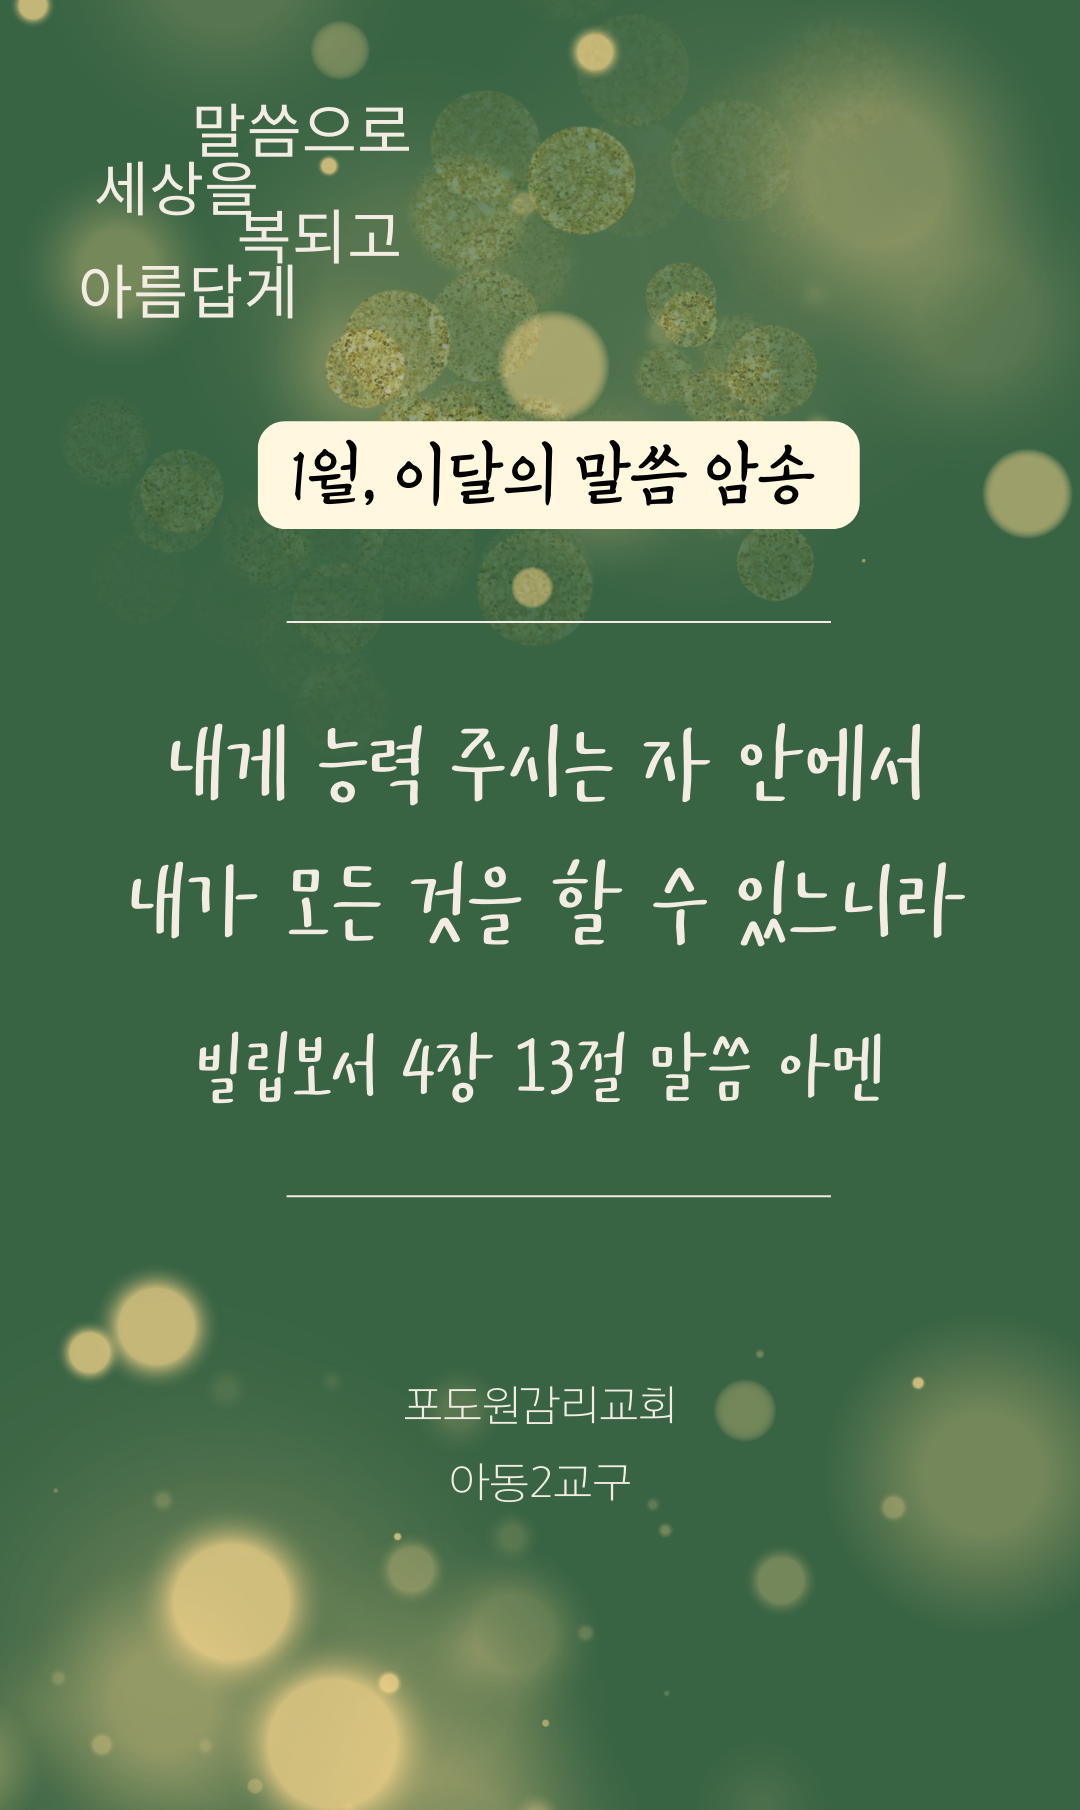 말씀으로
세상을
복되고
아름답게
1월, 이달의 말씀 암송
내게 능력 주시는 자 안에서
내가 모든 것을 할 수 있느니라
빌립보서 4장 13절 말씀 아멘
포도원감리교회
아동2교구